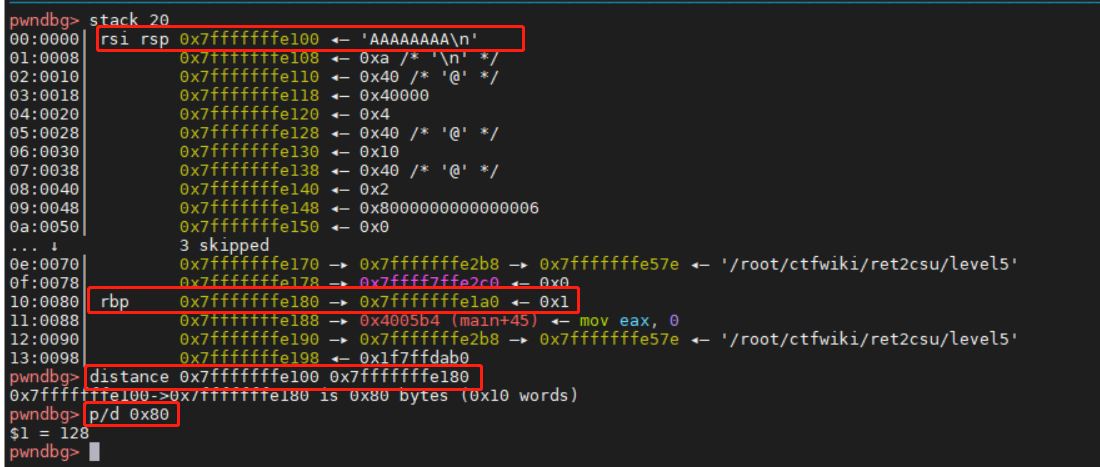 pwndbg> stack 20
00:0000│ rsi rsp 0x7fffffffe100 ◂— 'AAAAAAAA\n'
01:0008│ 0x7fffffffe108 ◂— 0xa /* '\n' */
02:0010│ 0x7fffffffe110 ◂— 0x40 /* '@' */
03:0018│ 0x7fffffffe118 ◂— 0x40000
04:0020│ 0x7fffffffe120 ◂— 0x4
05:0028│ 0x7fffffffe128 ◂— 0x40 /* '@' */
06:0030│ 0x7fffffffe130 ◂— 0x10
07:0038│ 0x7fffffffe138 ◂— 0x40 /* '@' */
08:0040│ 0x7fffffffe140 ◂— 0x2
09:0048│ 0x7fffffffe148 ◂— 0x8000000000000006
0a:0050│ 0x7fffffffe150 ◂— 0x0
... ↓ 3 skipped
0e:0070│ 0x7fffffffe170 —▸ 0x7fffffffe2b8 —▸ 0x7fffffffe57e ◂— '/root/ctfwiki/ret2csu/level5'
0f:0078│ 0x7fffffffe178 —▸ 0x7ffff7ffe2c0 ◂— 0x0
10:0080│ rbp 0x7fffffffe180 —▸ 0x7fffffffe1a0 ◂— 0x1
11:0088│ 0x7fffffffe188 —▸ 0x4005b4 (main+45) ◂— mov eax, 0
12:0090│ 0x7fffffffe190 —▸ 0x7fffffffe2b8 —▸ 0x7fffffffe57e ◂— '/root/ctfwiki/ret2csu/level5'
13:0098│ 0x7fffffffe198 ◂— 0x1f7ffdab0
pwndbg> distance 0x7fffffffe100 0x7fffffffe180
0x7fffffffe100->0x7fffffffe180 is 0x80 bytes (0x10 words)
pwndbg> p/d 0x80
$1 = 128
pwndbg>